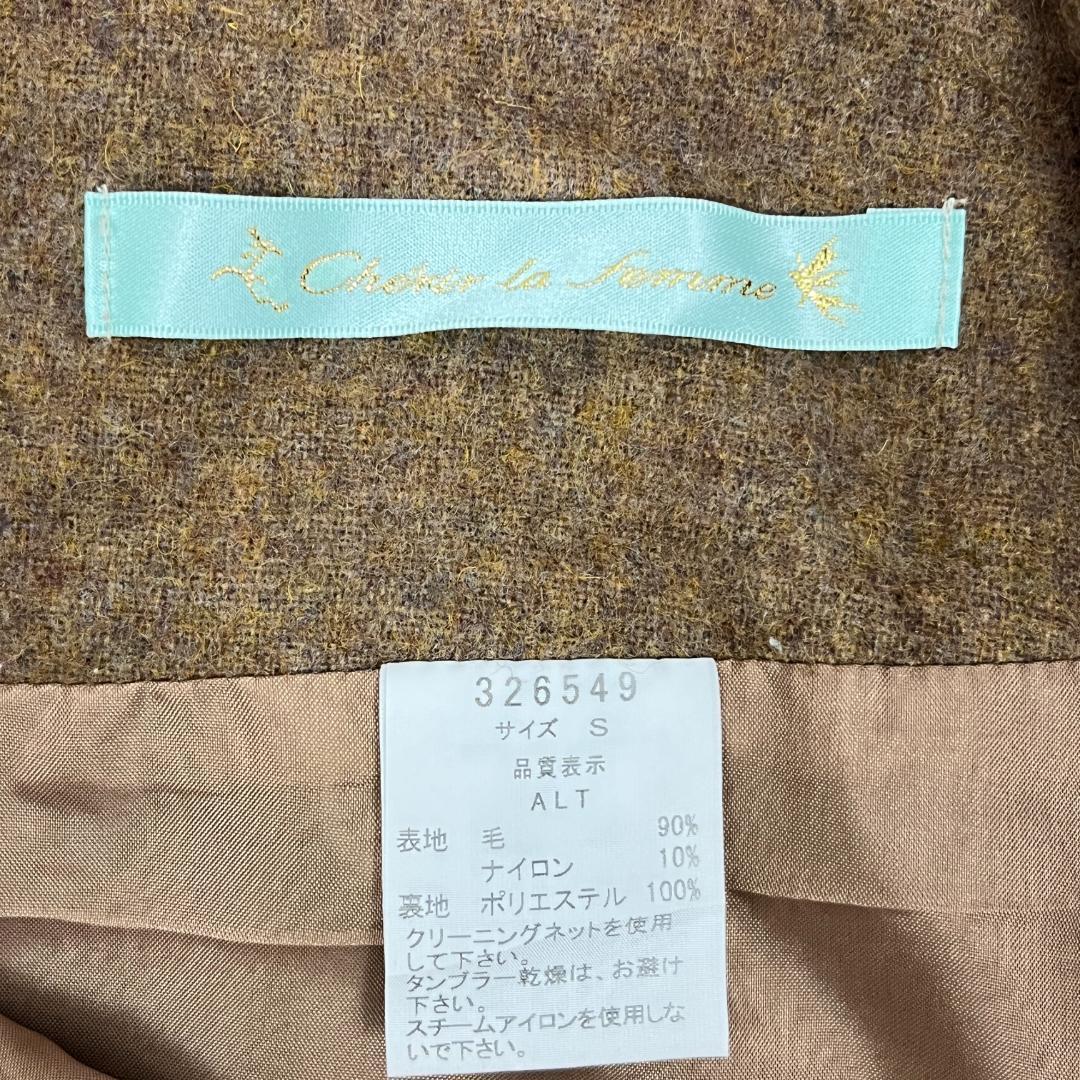 Chérir la femme
326549
サイズ S
品質表示
ALT
表地 毛 90%
ナイロン 10%
裏地 ポリエステル 100%
クリーニングネットを使用
して下さい。
タンブラー乾燥は、お避け
下さい。
スチームアイロンを使用しな
いで下さい。